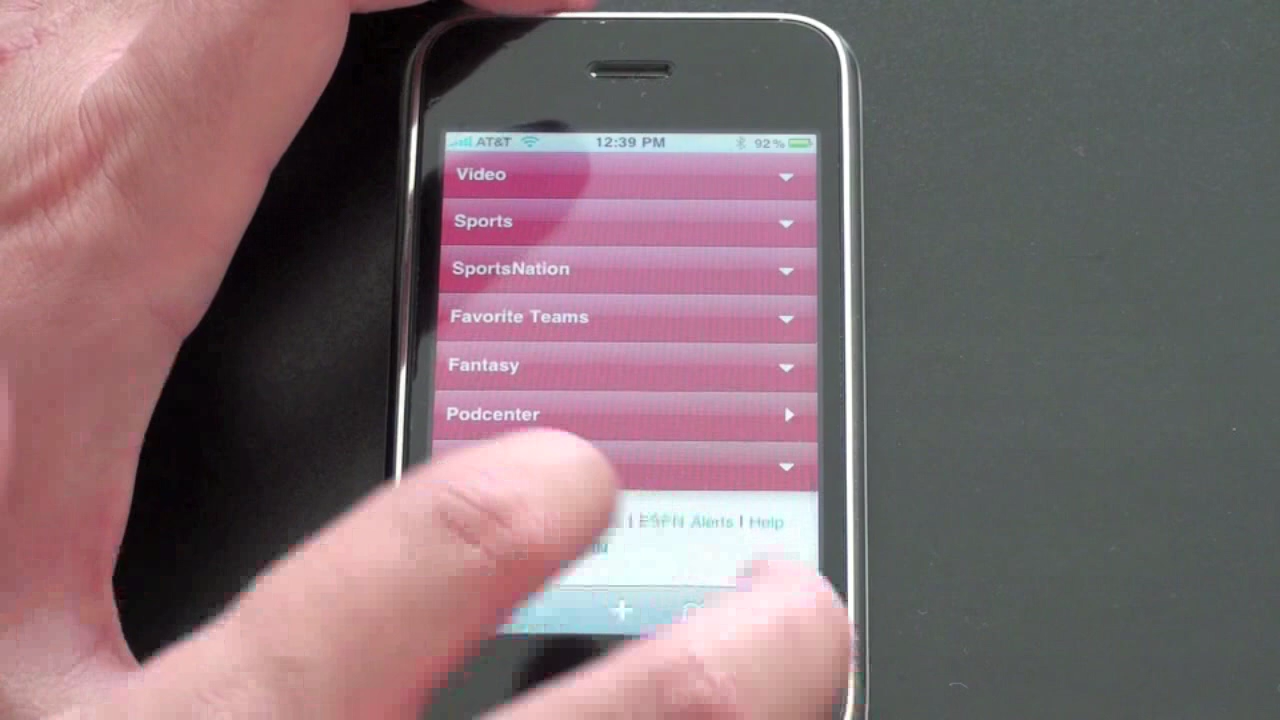 AT&T 12:39 PM 92%
Video
Sports
SportsNation
Favorite Teams
Fantasy
Podcenter
| ESPN Alerts | Help